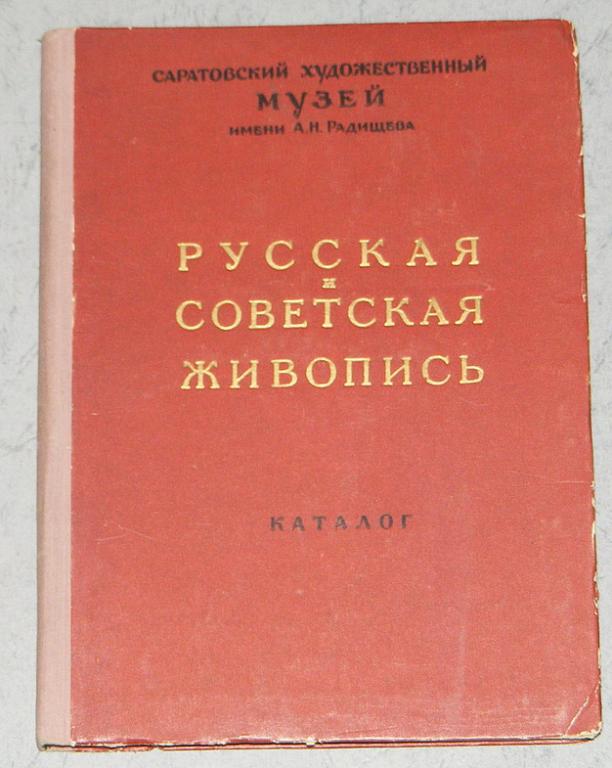 САРАТОВСКИЙ ХУДОЖЕСТВЕННЫЙ
МУЗЕЙ
ИМЕНИ А.Н. РАДИЩЕВА
РУССКАЯ
И
СОВЕТСКАЯ
ЖИВОПИСЬ
КАТАЛОГ